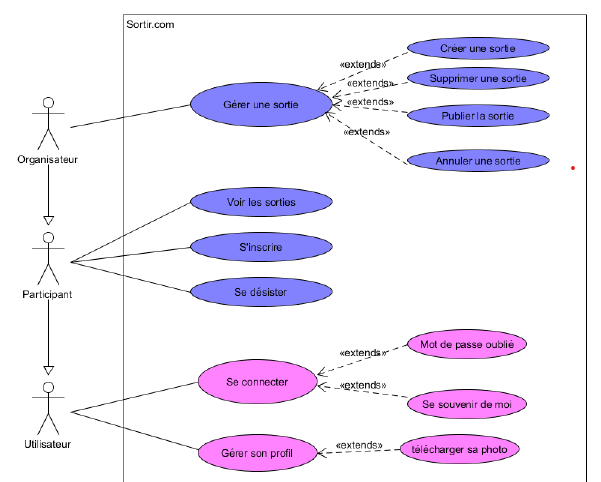 Sortir.com
Créer une sortie
«extends»
Supprimer une sortie
«extends»
Gérer une sortie
«extends»
Publier la sortie
«extends»
Organisateur
Annuler une sortie
Voir les sorties
S'inscrire
Participant
Se désister
Mot de passe oublié
«extends»
Se connecter
«extends»
Se souvenir de moi
Utilisateur
«extends»
Gérer son profil
télécharger sa photo